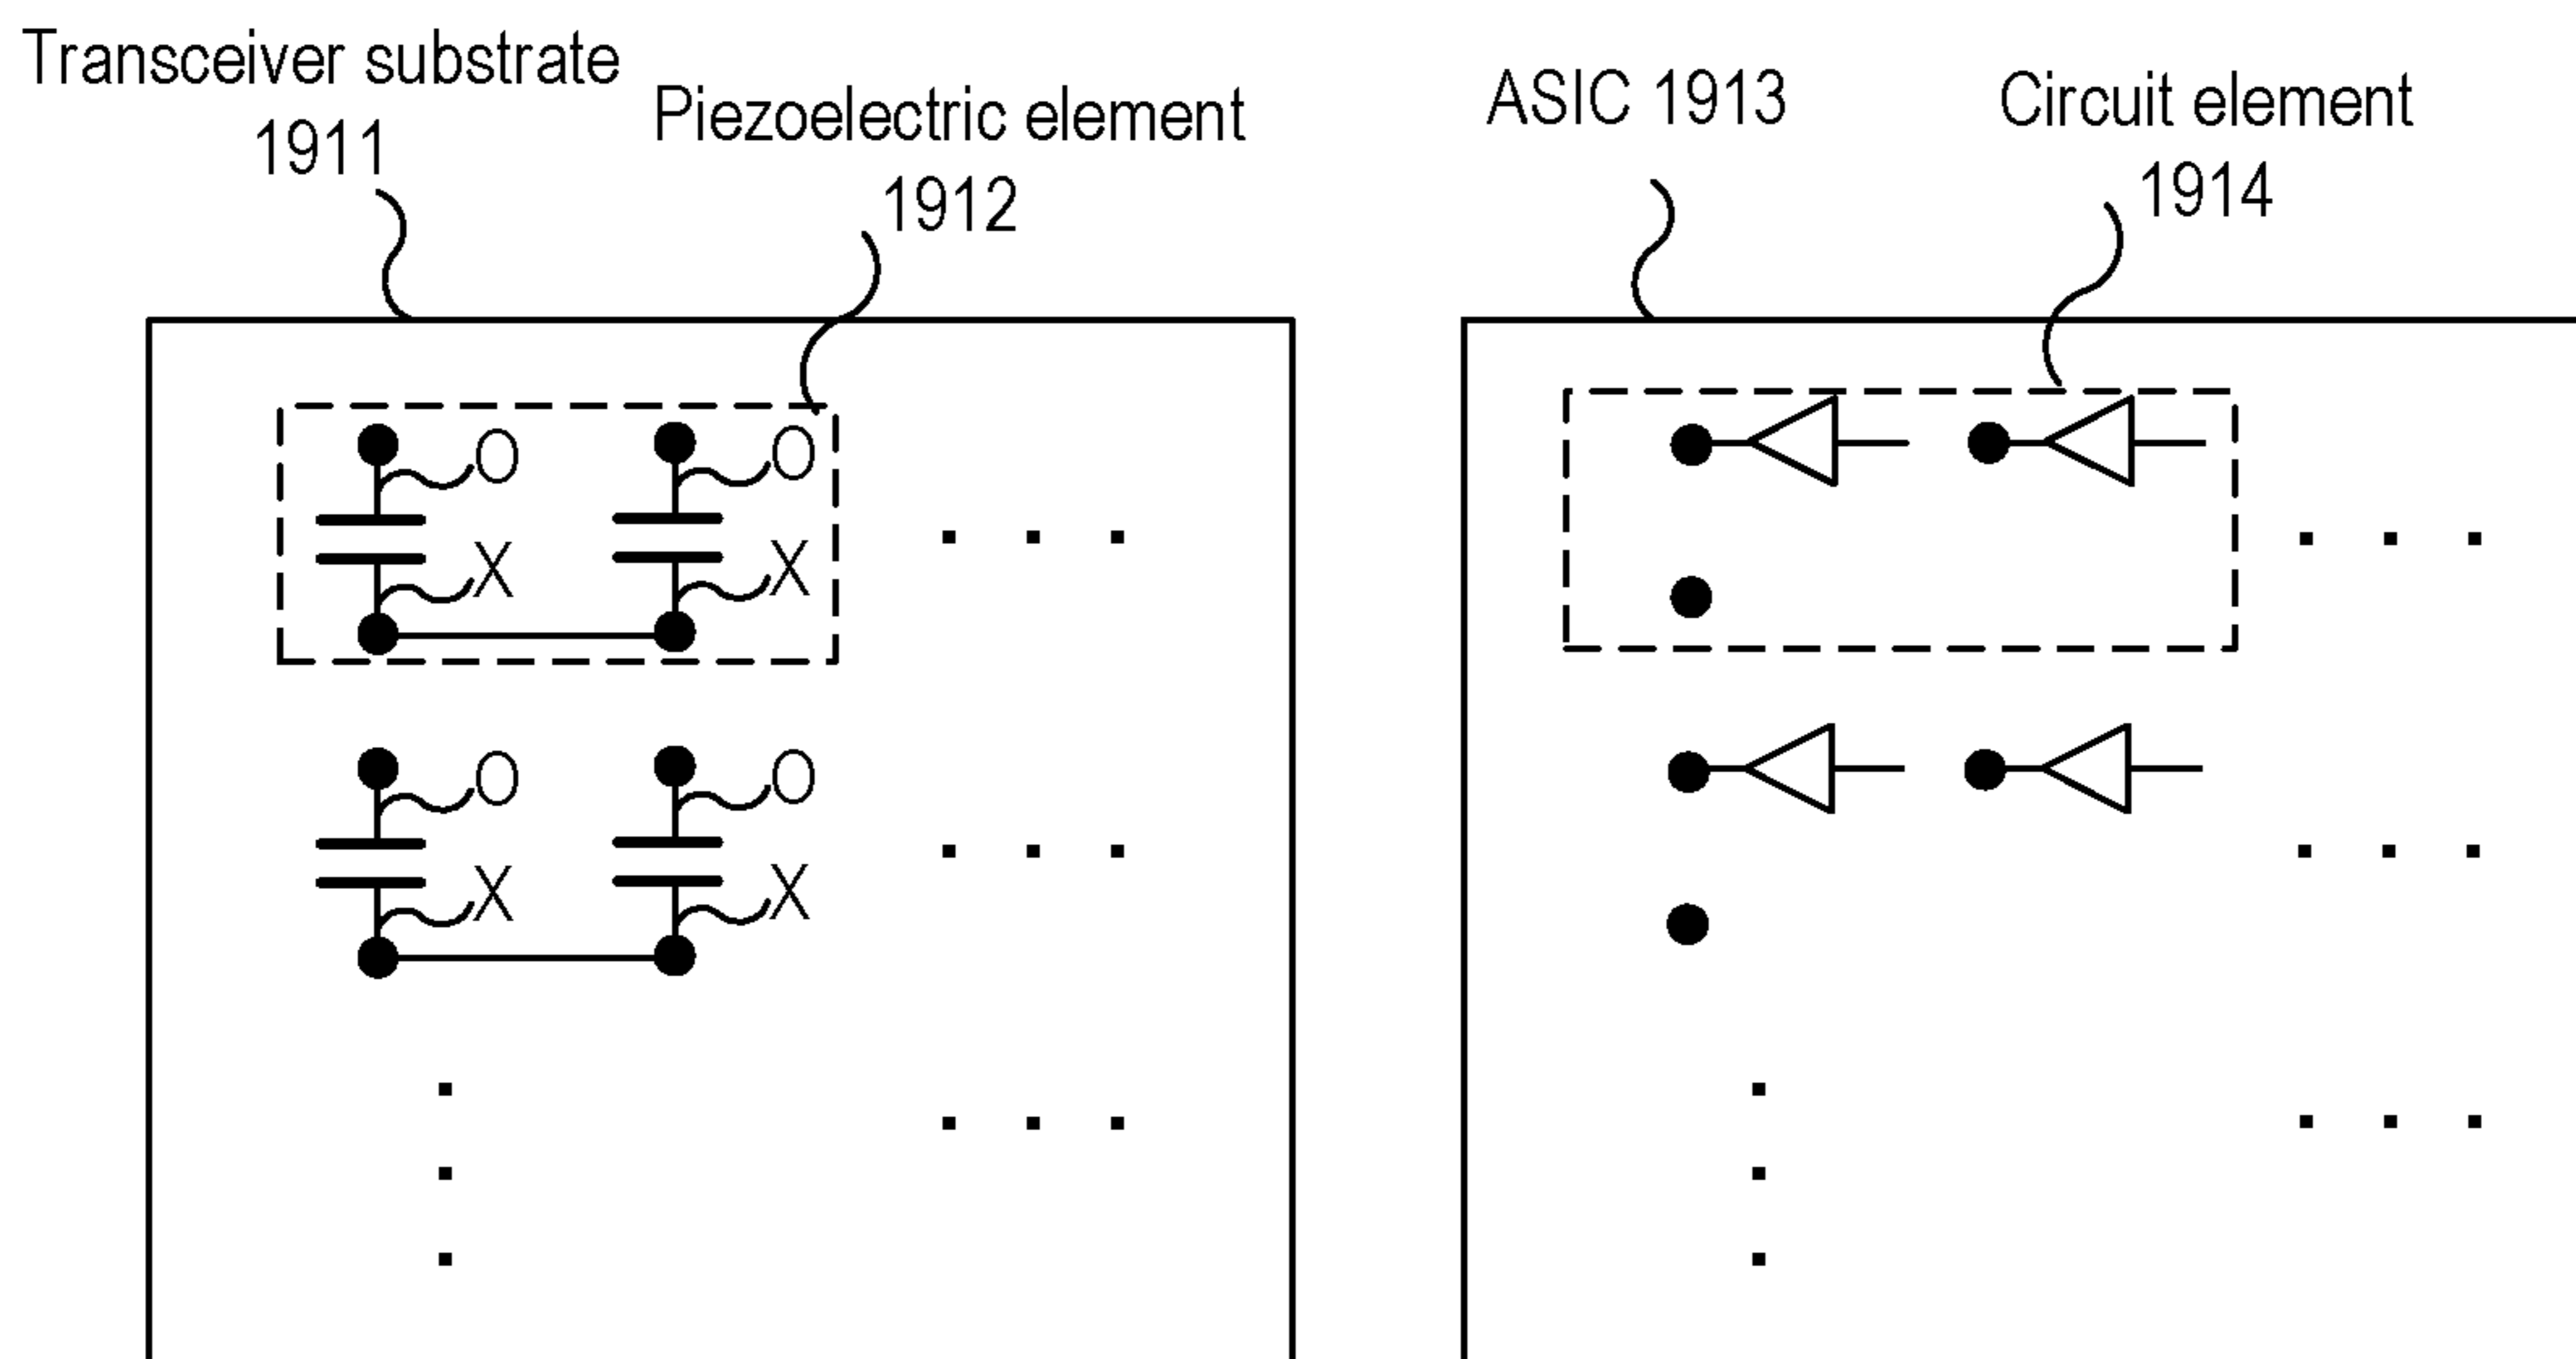 Transceiver substrate
1911
Piezoelectric element
1912
ASIC 1913
Circuit element
1914
O
O
X
X
O
O
X
X